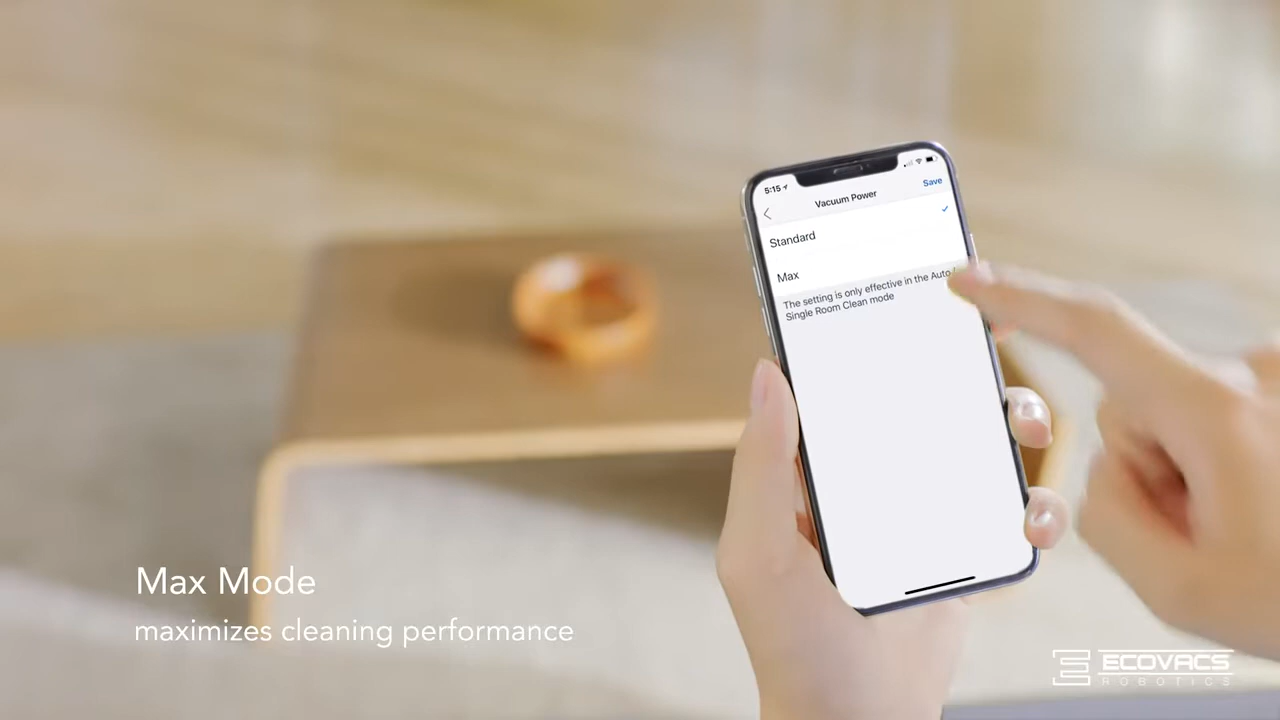 5:15
Vacuum Power
Save
Standard
Max
The setting is only effective in the Auto /
Single Room Clean mode
Max Mode
maximizes cleaning performance
ECOVACS
ROBOTICS